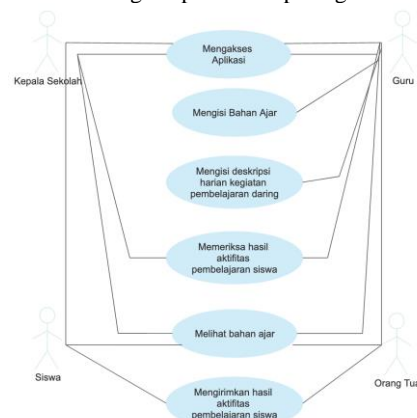 Mengakses
Aplikasi
Kepala Sekolah
Guru
Mengisi Bahan Ajar
Mengisi deskripsi
harian kegiatan
pembelajaran daring
Memeriksa hasil
aktifitas
pembelajaran siswa
Melihat bahan ajar
Siswa
Orang Tua
Mengirimkan hasil
aktifitas
pembelajaran siswa